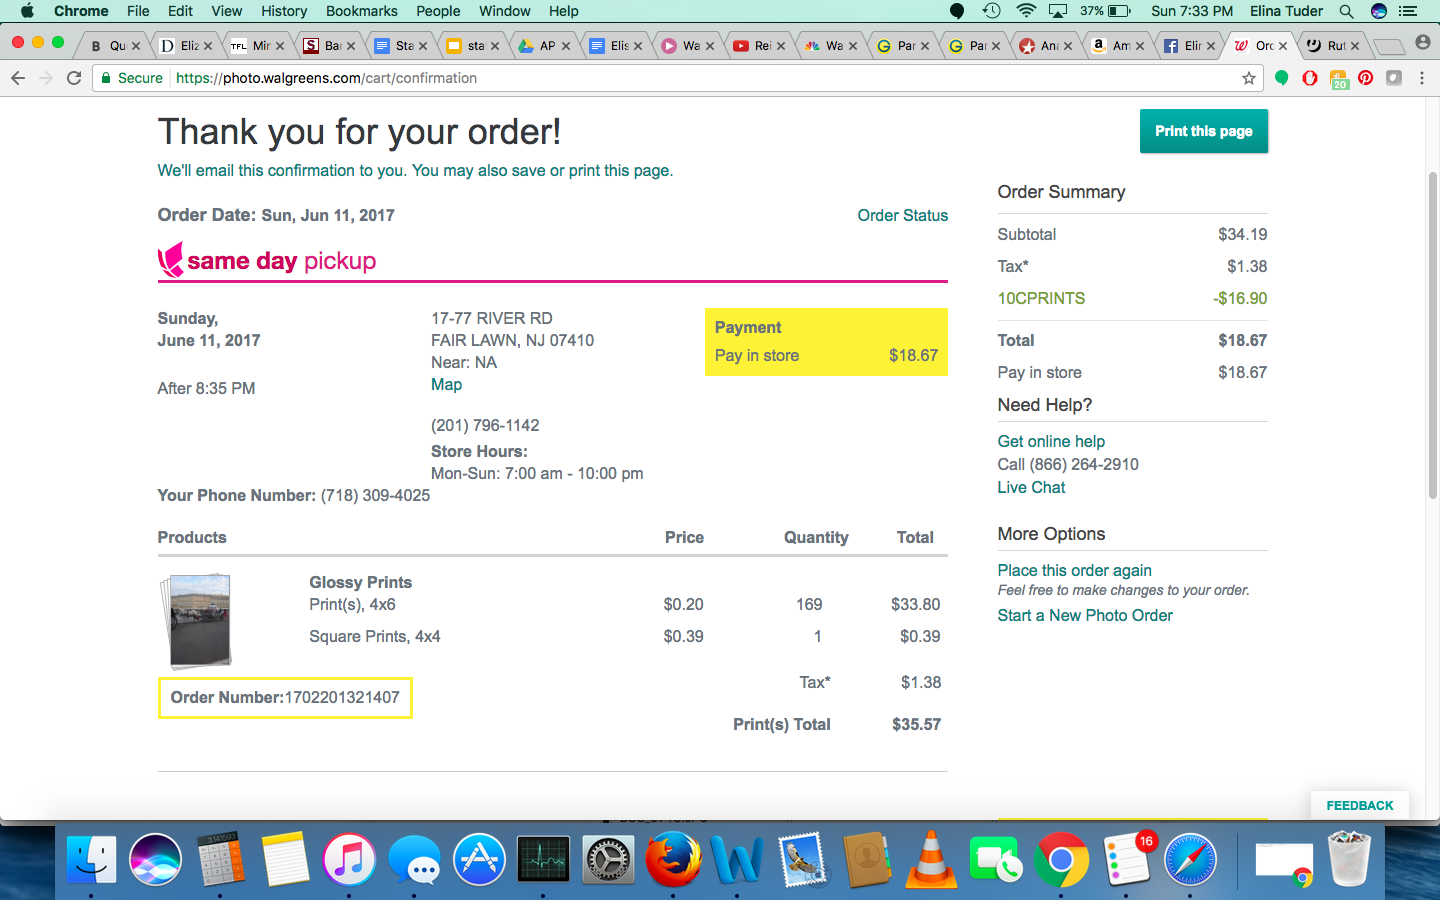 Chrome File Edit View History Bookmarks People Window Help 37% Sun 7:33 PM Elina Tuder
B Qu D Eliz TFL Mir S Bar Sta sta AP Elis Wa Rei Wa Par Par Ana Am Elin Orc Rut
Secure https://photo.walgreens.com/cart/confirmation 20
Thank you for your order!
Print this page
We'll email this confirmation to you. You may also save or print this page.
Order Date: Sun, Jun 11, 2017
Order Status
same day pickup
Sunday,
June 11, 2017
After 8:35 PM
17-77 RIVER RD
FAIR LAWN, NJ 07410
Near: NA
Map
(201) 796-1142
Store Hours:
Mon-Sun: 7:00 am - 10:00 pm
Payment
Pay in store $18.67
Your Phone Number: (718) 309-4025
Products Price Quantity Total
Glossy Prints
Print(s), 4x6 $0.20 169 $33.80
Square Prints, 4x4 $0.39 1 $0.39
Tax* $1.38
Order Number:1702201321407
Print(s) Total $35.57
Order Summary
Subtotal $34.19
Tax* $1.38
10CPRINTS -$16.90
Total $18.67
Pay in store $18.67
Need Help?
Get online help
Call (866) 264-2910
Live Chat
More Options
Place this order again
Feel free to make changes to your order.
Start a New Photo Order
FEEDBACK
3.141593
16